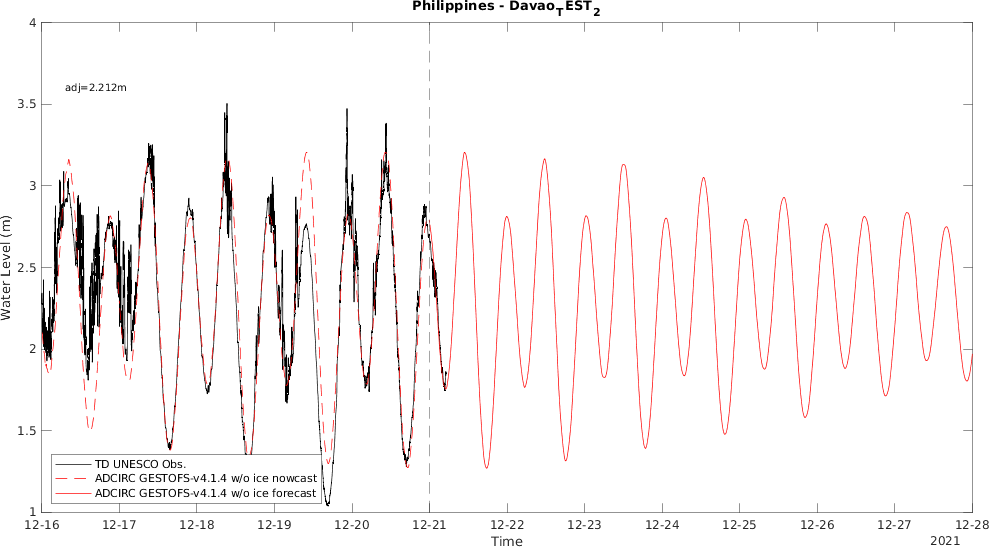 Philippines - Davao_TEST_2
4
adj=2.212m
3.5
3
2.5
Water Level (m)
2
1.5
1
TD UNESCO Obs.
ADCIRC GESTOFS-v4.1.4 w/o ice nowcast
ADCIRC GESTOFS-v4.1.4 w/o ice forecast
12-16 12-17 12-18 12-19 12-20 12-21 12-22 12-23 12-24 12-25 12-26 12-27 12-28
Time
2021